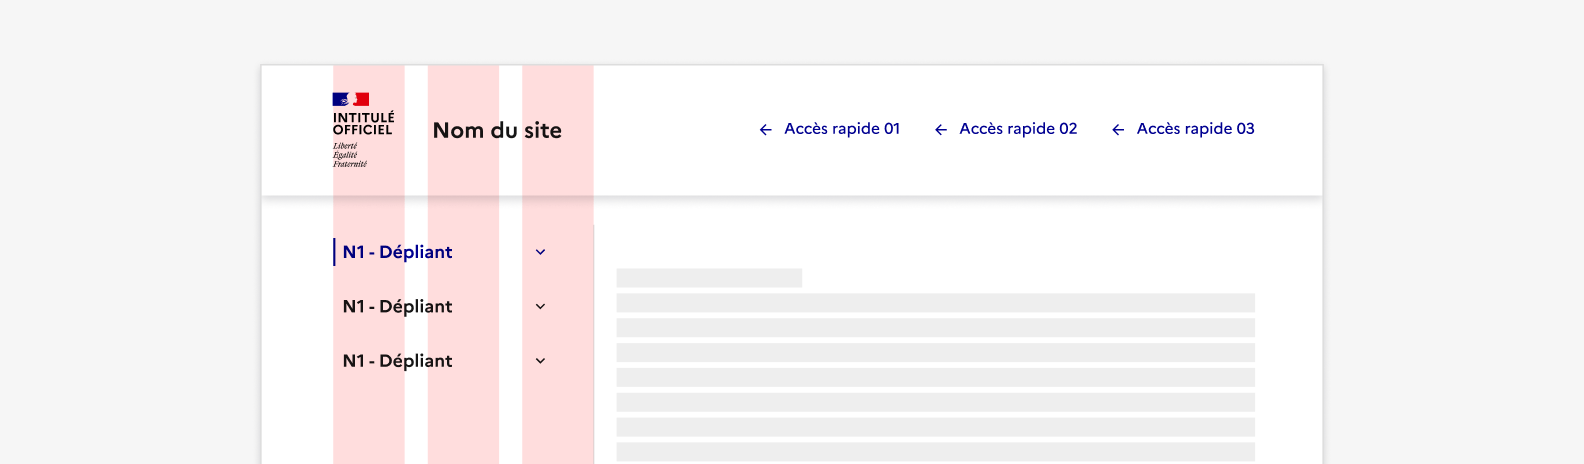 INTITULÉ
OFFICIEL
Liberté
Égalité
Fraternité
Nom du site
Accès rapide 01
Accès rapide 02
Accès rapide 03
N1 - Dépliant
N1 - Dépliant
N1 - Dépliant